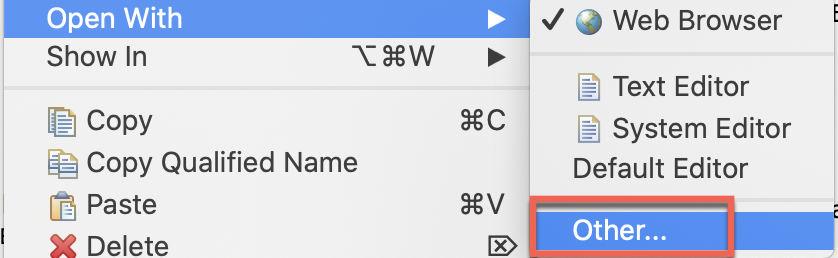 Open With
Show In ⌥⌘W
Copy ⌘C
Copy Qualified Name
Paste ⌘V
Delete ⌦
✓ Web Browser
Text Editor
System Editor
Default Editor
Other...